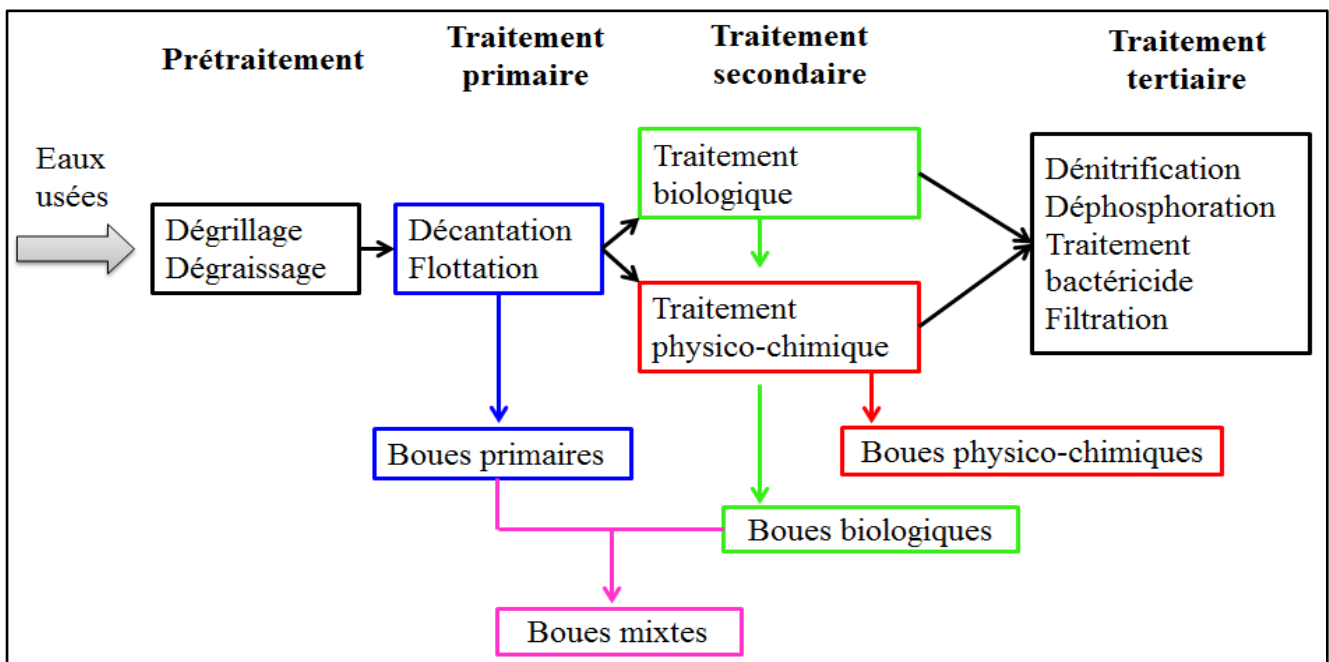 Prétraitement
Traitement
primaire
Traitement
secondaire
Traitement
tertiaire
Eaux
usées
Dégrillage
Dégraissage
Décantation
Flottation
Traitement
biologique
Traitement
physico-chimique
Dénitrification
Déphosphoration
Traitement
bactéricide
Filtration
Boues primaires
Boues physico-chimiques
Boues biologiques
Boues mixtes